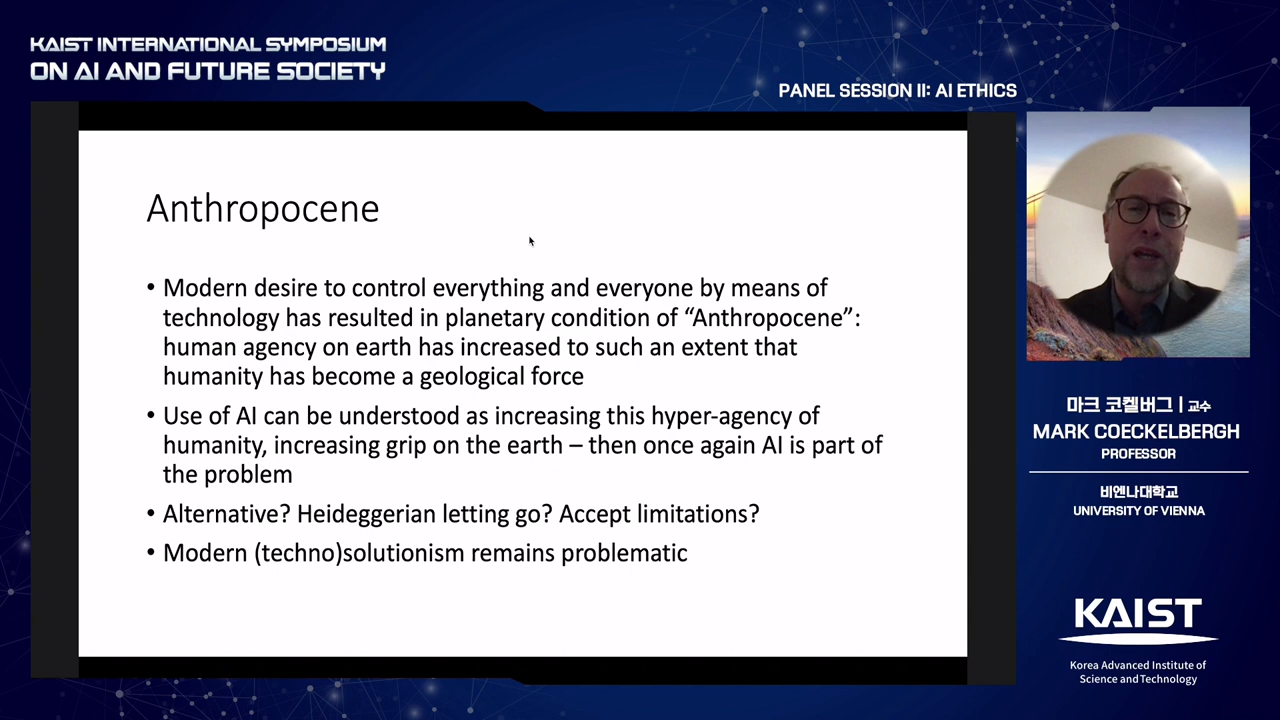 KAIST INTERNATIONAL SYMPOSIUM
ON AI AND FUTURE SOCIETY
PANEL SESSION II: AI ETHICS
Anthropocene
• Modern desire to control everything and everyone by means of
technology has resulted in planetary condition of “Anthropocene”:
human agency on earth has increased to such an extent that
humanity has become a geological force
• Use of AI can be understood as increasing this hyper-agency of
humanity, increasing grip on the earth – then once again AI is part of
the problem
• Alternative? Heideggerian letting go? Accept limitations?
• Modern (techno)solutionism remains problematic
마크 코켈버그 | 교수
MARK COECKELBERGH
PROFESSOR
비엔나대학교
UNIVERSITY OF VIENNA
KAIST
Korea Advanced Institute of
Science and Technology